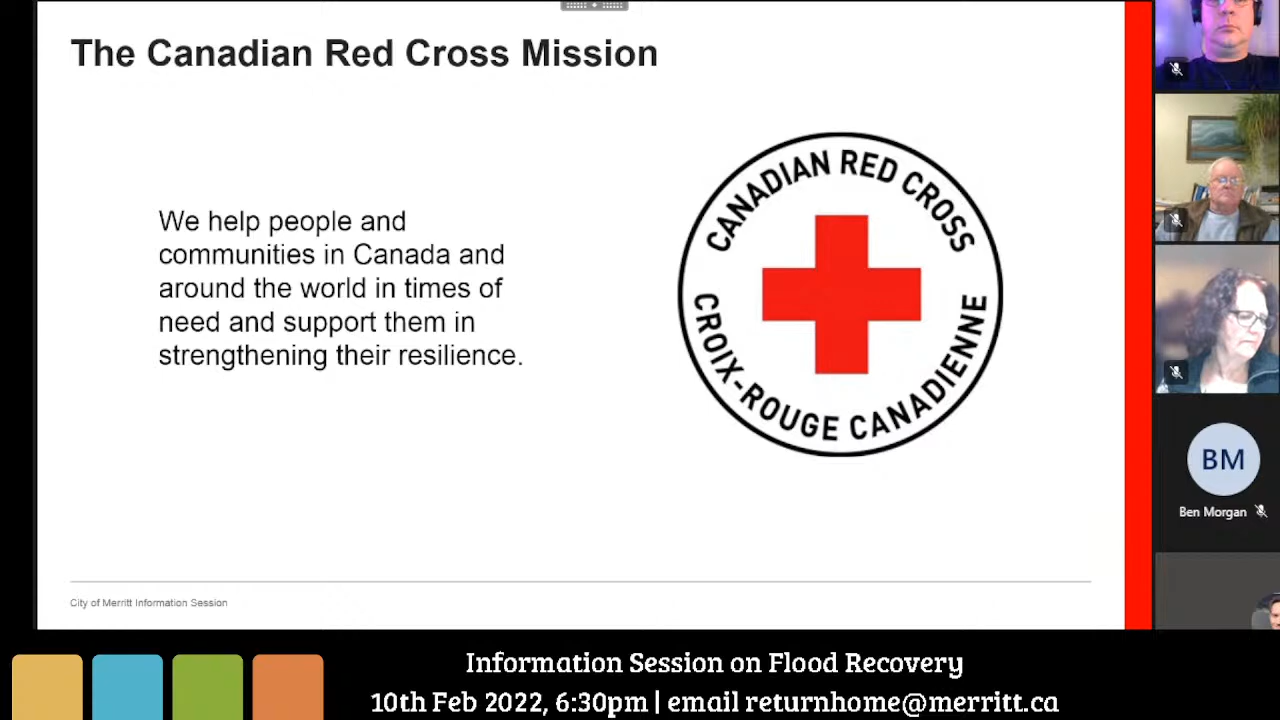 The Canadian Red Cross Mission
We help people and
communities in Canada and
around the world in times of
need and support them in
strengthening their resilience.
CANADIAN RED CROSS
CROIX-ROUGE CANADIENNE
City of Merritt Information Session
BM
Ben Morgan
Information Session on Flood Recovery
10th Feb 2022, 6:30pm | email returnhome@merritt.ca